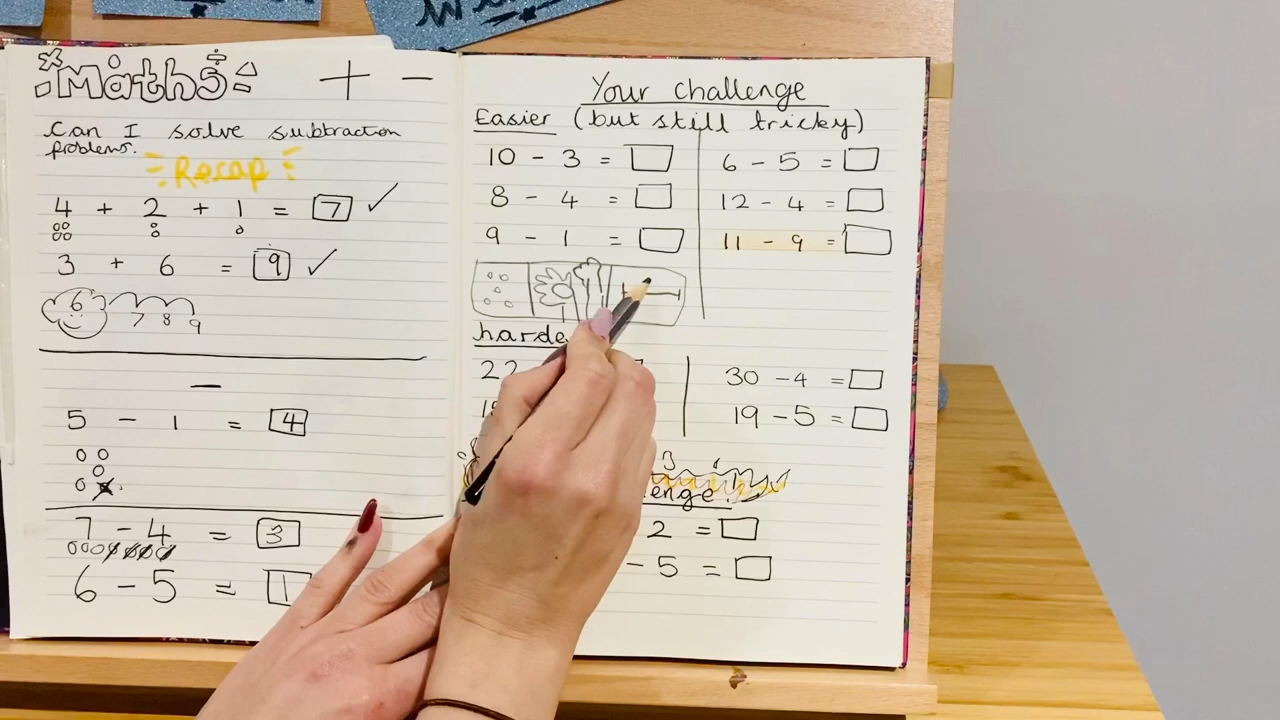 Maths + -
Can I solve subtraction
problems.
Recap
4 + 2 + 1 = 7 ✓
3 + 6 = 9 ✓
6 7 8 9
-
5 - 1 = 4
7 - 4 = 3
6 - 5 = 1
Your challenge
Easier (but still tricky)
10 - 3 =
8 - 4 =
9 - 1 =
6 - 5 =
12 - 4 =
11 - 9 =
22
30 - 4 =
19 - 5 =
2 =
- 5 =